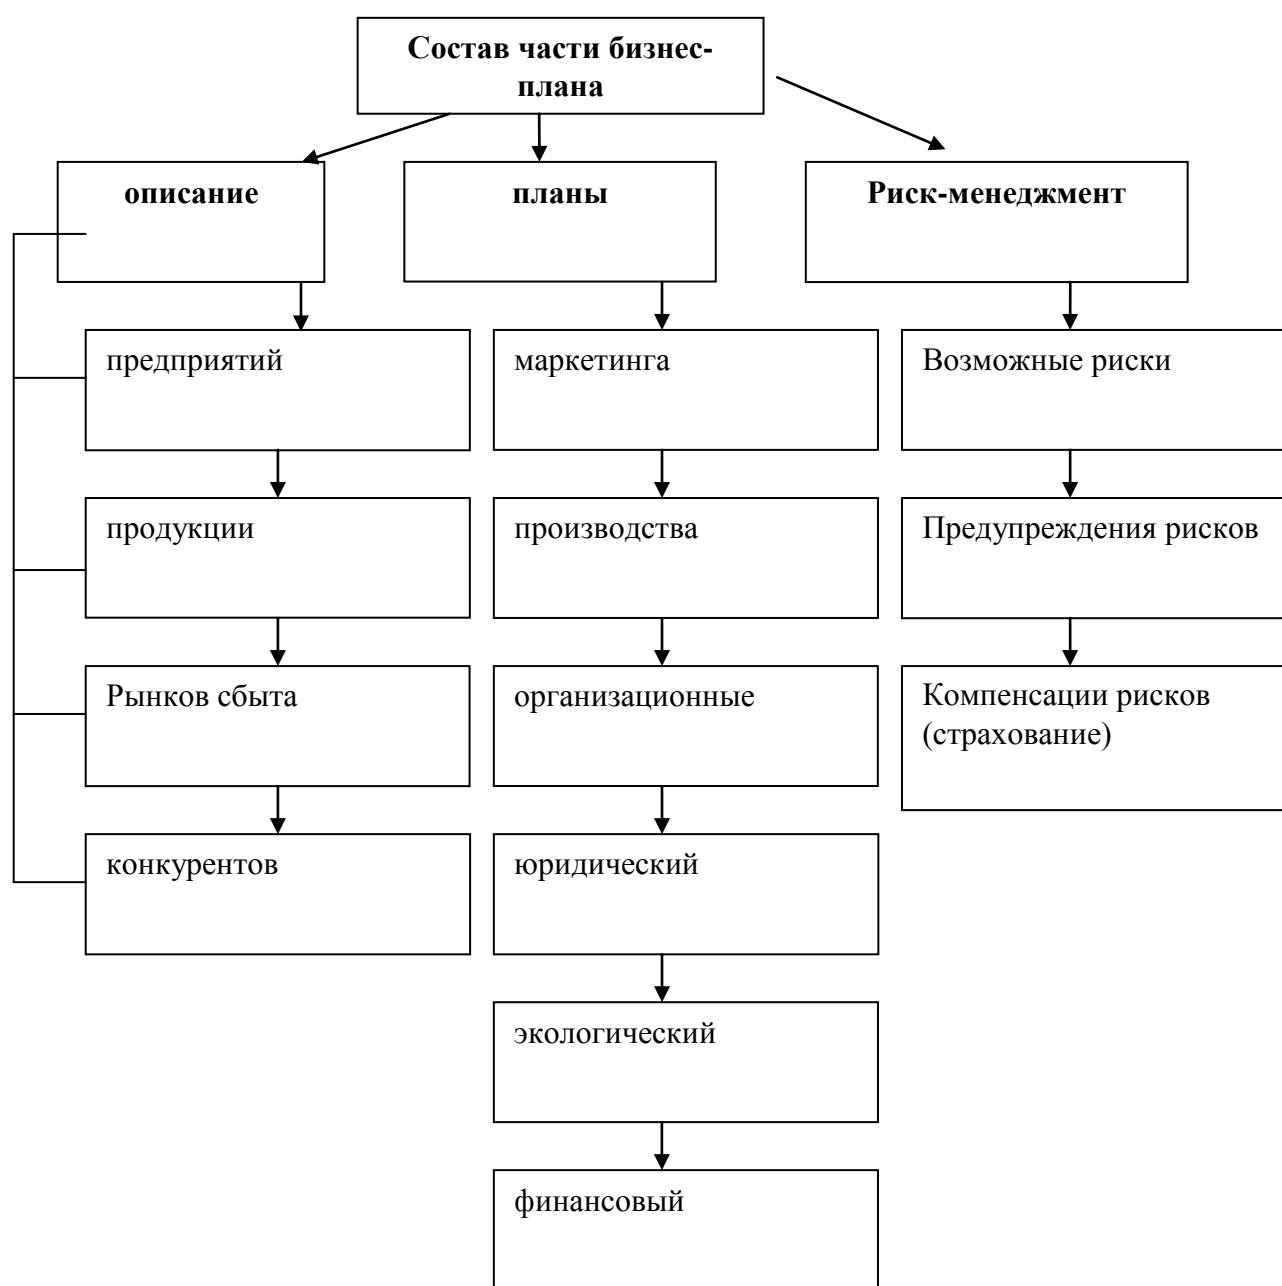 Состав части бизнес-
плана
описание
планы
Риск-менеджмент
предприятий
маркетинга
Возможные риски
продукции
производства
Предупреждения рисков
Рынков сбыта
организационные
Компенсации рисков
(страхование)
конкурентов
юридический
экологический
финансовый